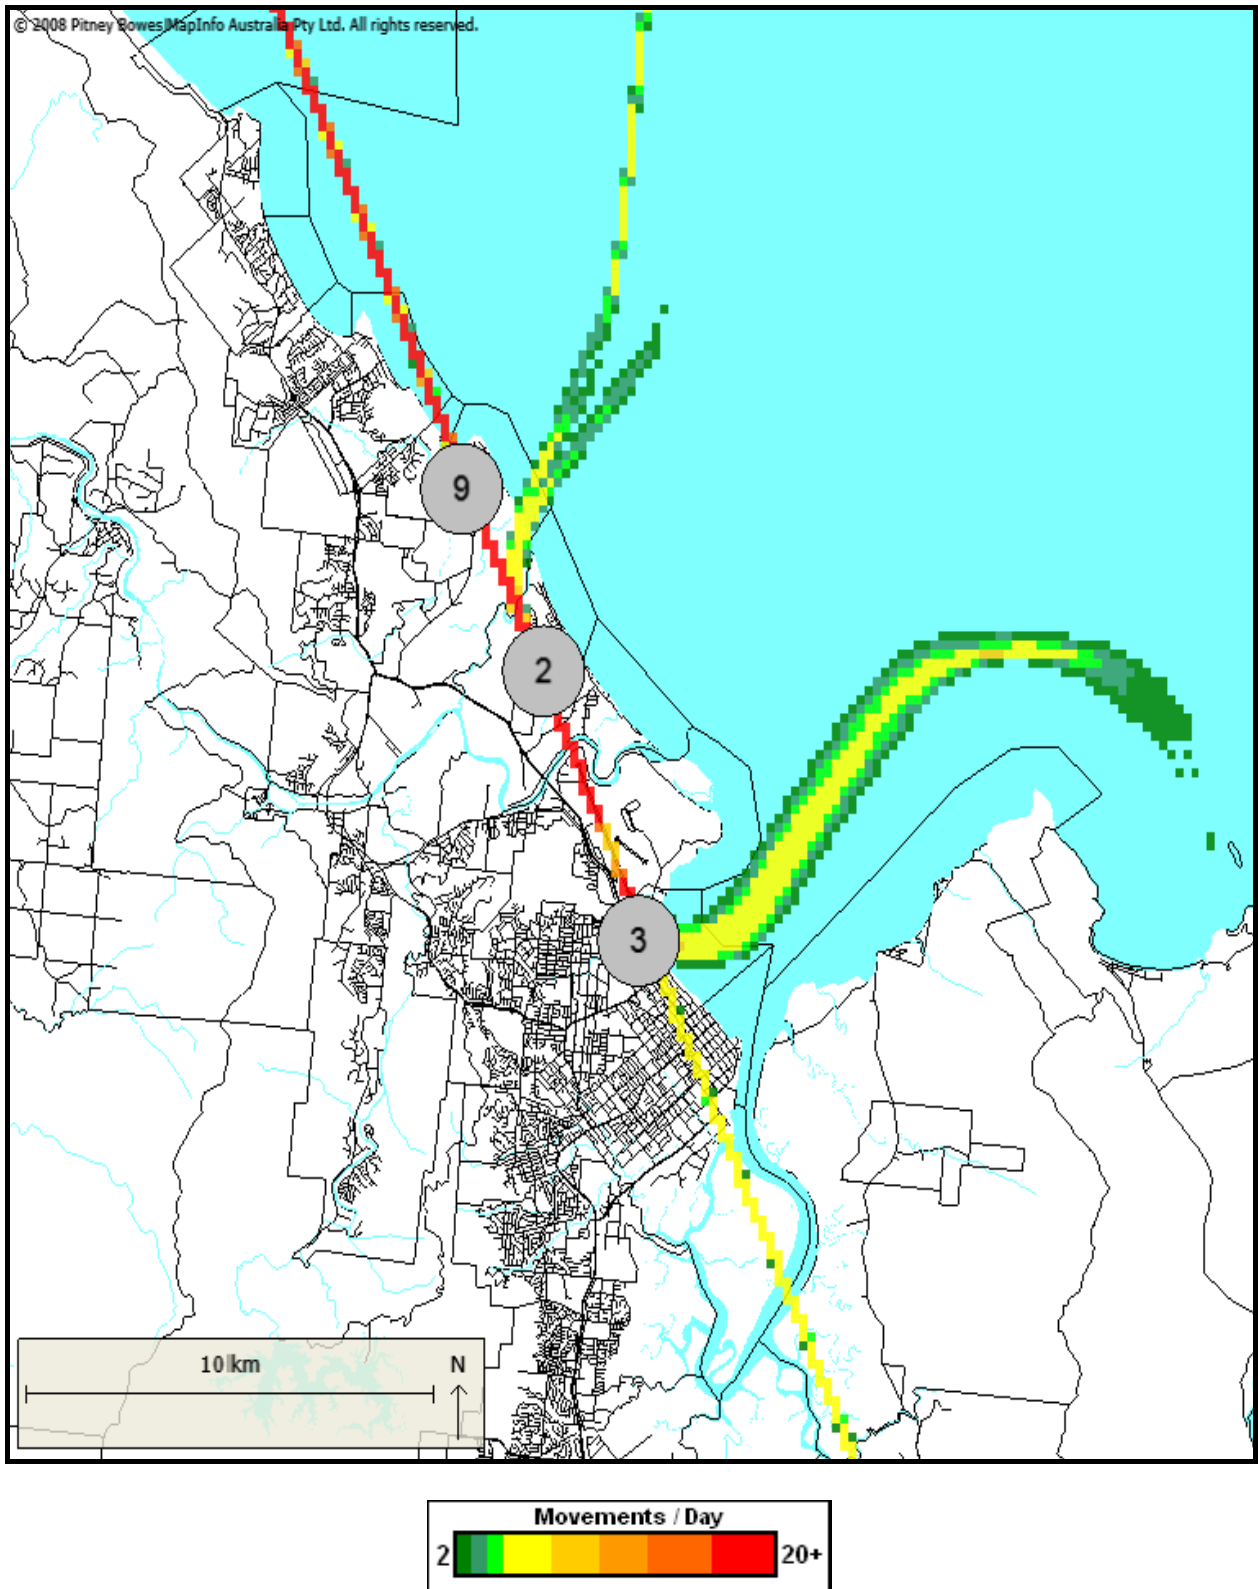 © 2008 Pitney Bowes MapInfo Australia Pty Ltd. All rights reserved.
9
2
3
10 km
N
Movements / Day
2 20+